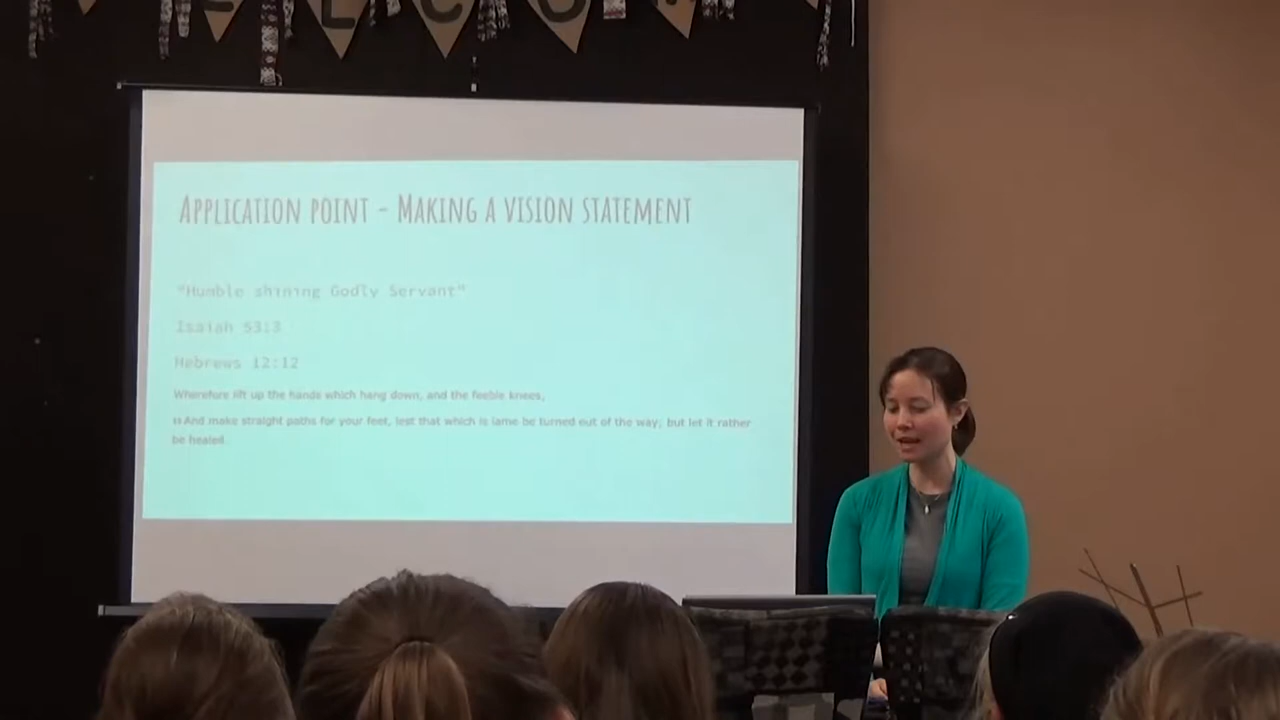 ELCO
APPLICATION POINT - MAKING A VISION STATEMENT
"Humble shining Godly Servant"
Isaiah 53:3
Hebrews 12:12
Wherefore lift up the hands which hang down, and the feeble knees,
13 And make straight paths for your feet, lest that which is lame be turned out of the way; but let it rather
be healed.